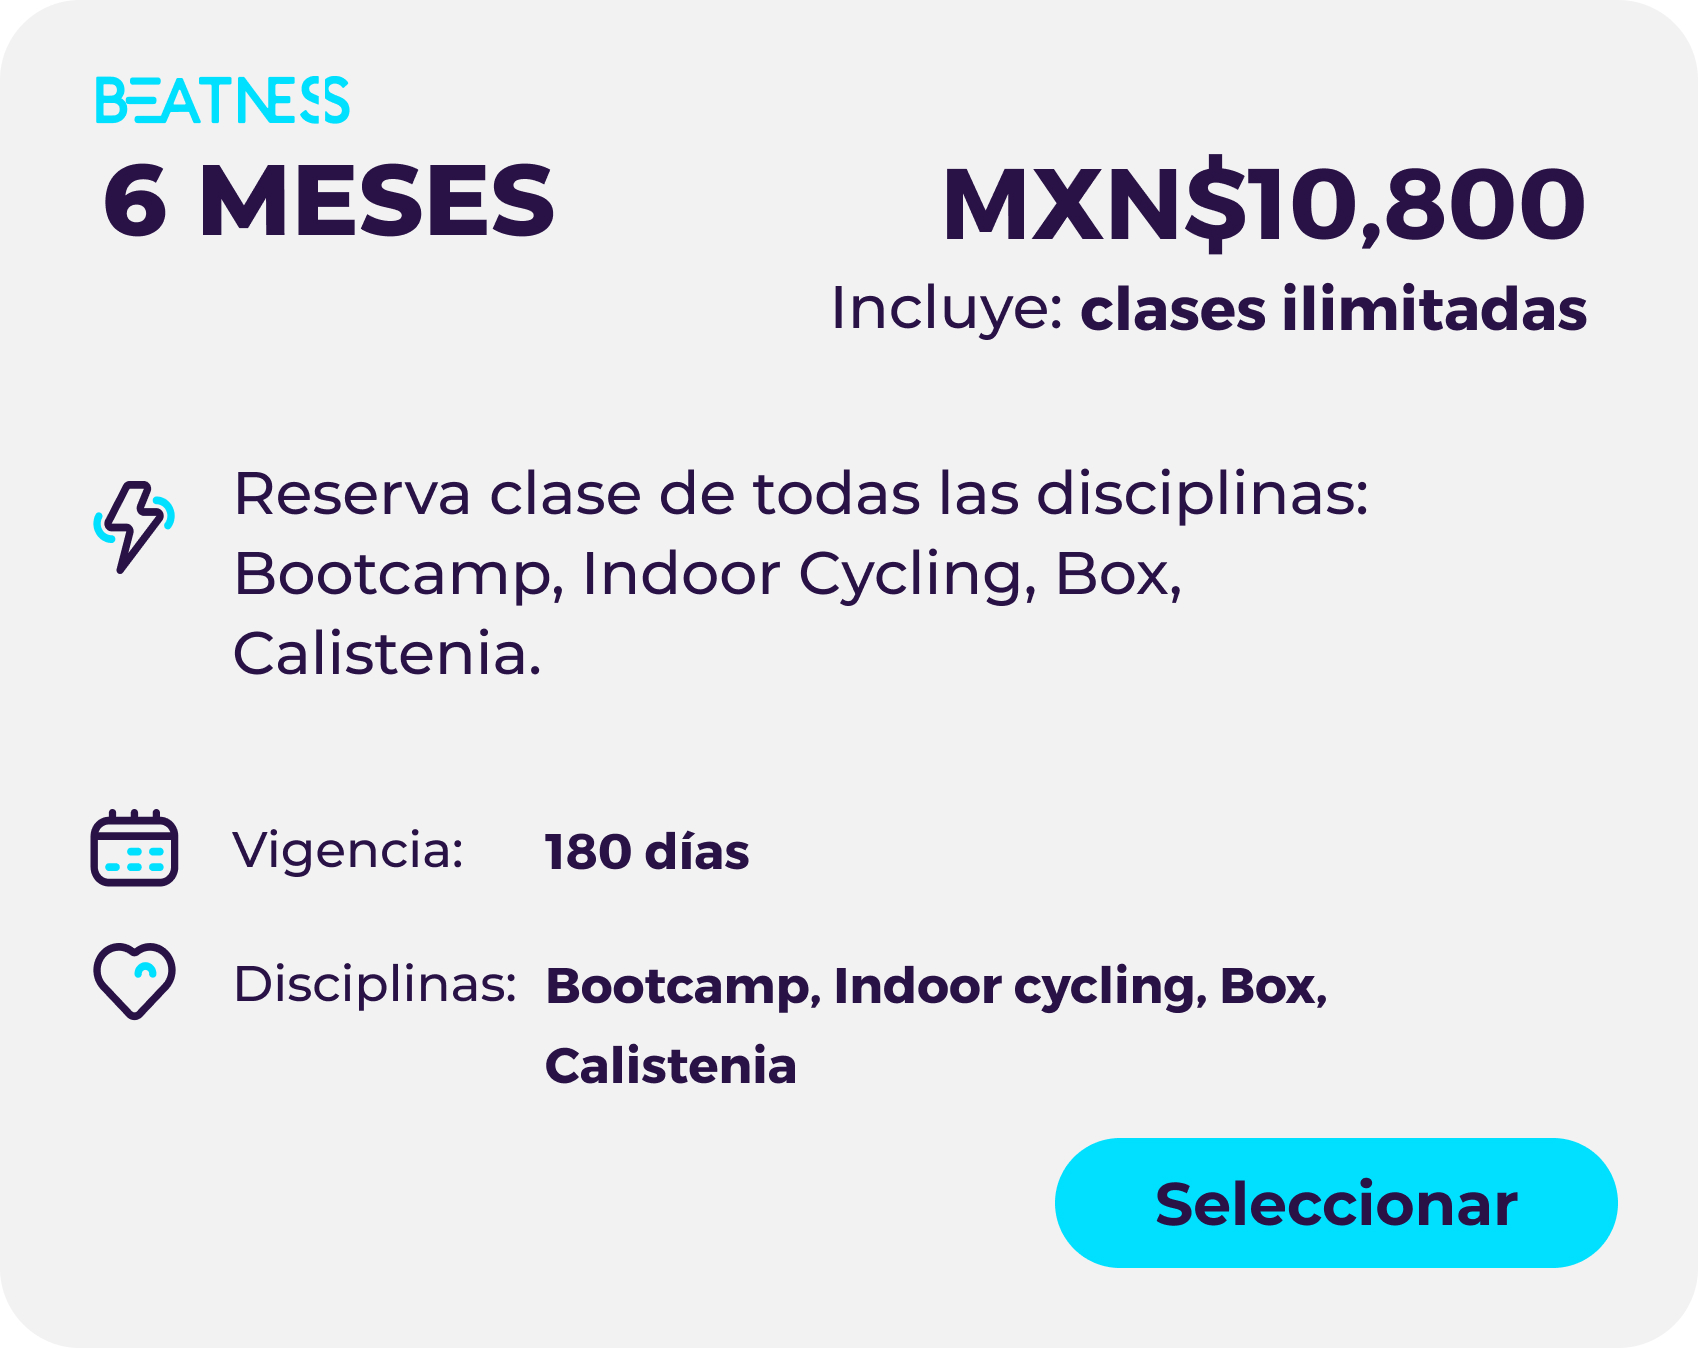 BEATNESS
6 MESES
MXN$10,800
Incluye: clases ilimitadas
Reserva clase de todas las disciplinas:
Bootcamp, Indoor Cycling, Box,
Calistenia.
Vigencia: 180 días
Disciplinas: Bootcamp, Indoor cycling, Box,
Calistenia
Seleccionar